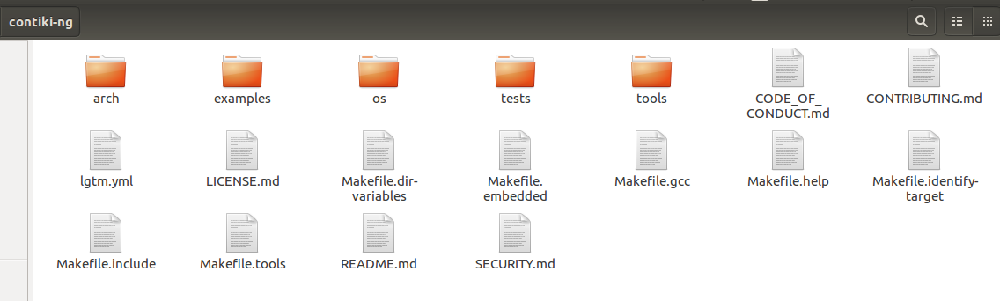 contiki-ng
arch
examples
os
tests
tools
CODE_OF_
CONDUCT.md
CONTRIBUTING.md
lgtm.yml
LICENSE.md
Makefile.dir-
variables
Makefile.
embedded
Makefile.gcc
Makefile.help
Makefile.identify-
target
Makefile.include
Makefile.tools
README.md
SECURITY.md